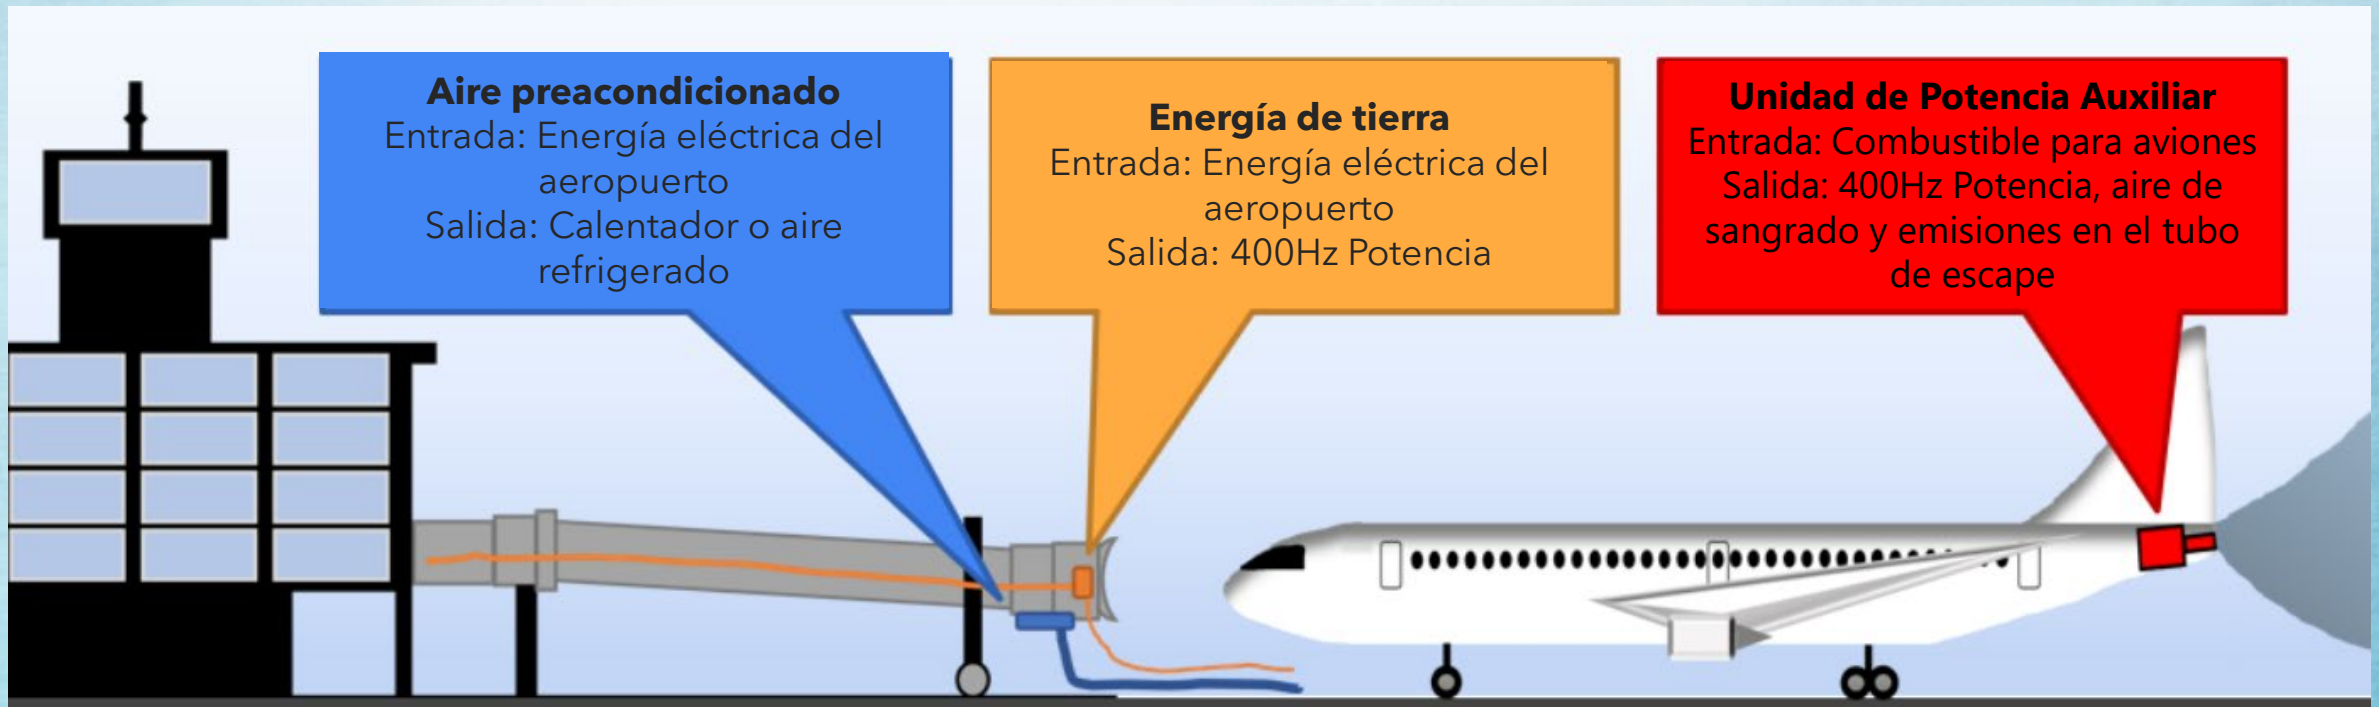 Aire preacondicionado
Entrada: Energía eléctrica del
aeropuerto
Salida: Calentador o aire
refrigerado
Energía de tierra
Entrada: Energía eléctrica del
aeropuerto
Salida: 400Hz Potencia
Unidad de Potencia Auxiliar
Entrada: Combustible para aviones
Salida: 400Hz Potencia, aire de
sangrado y emisiones en el tubo
de escape